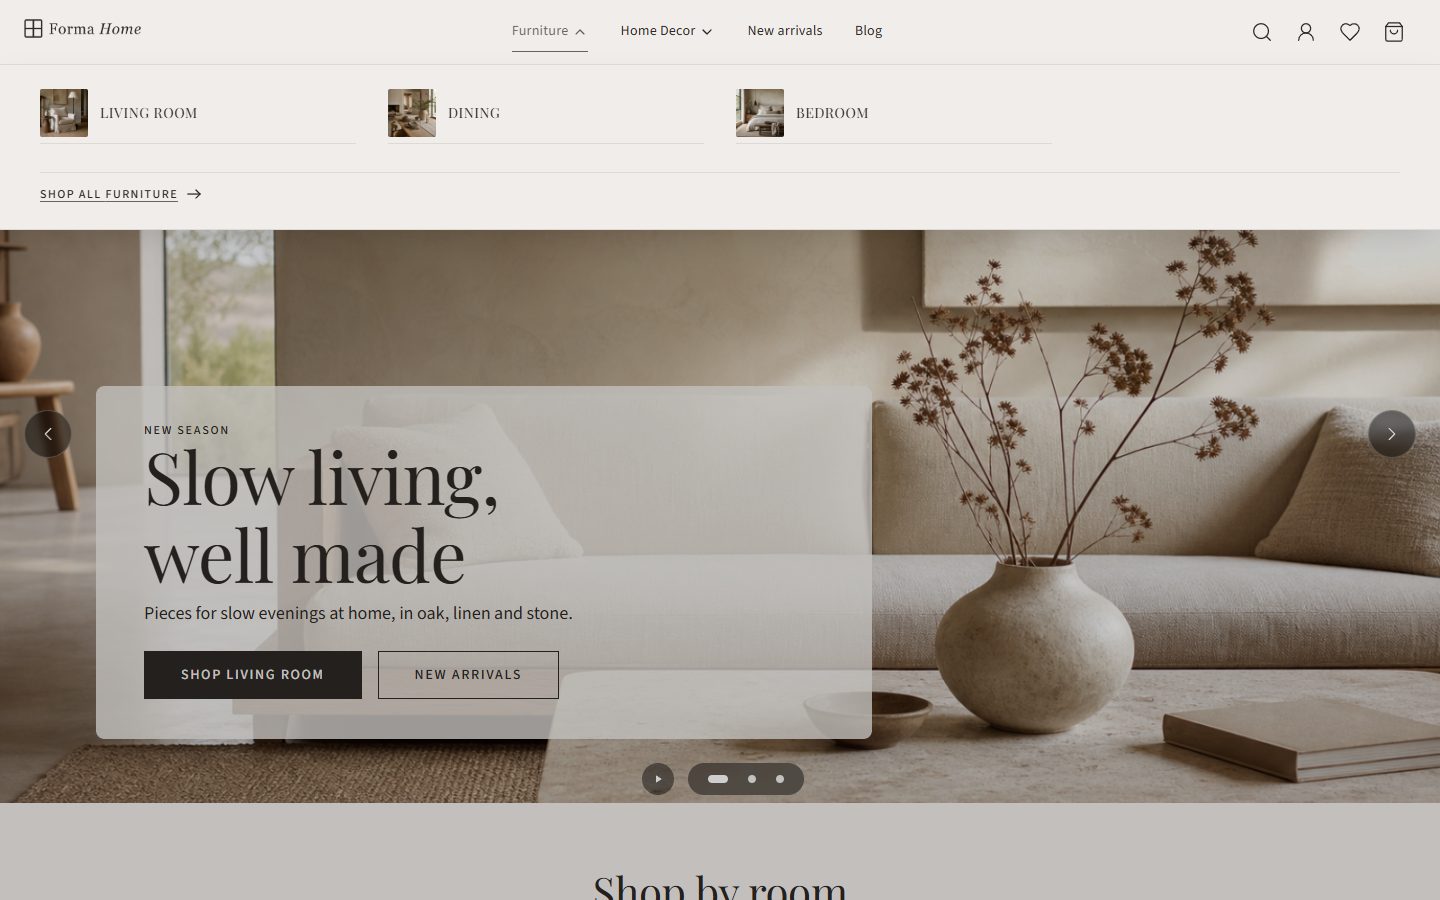 Forma Home
Furniture
Home Decor
New arrivals
Blog
LIVING ROOM
DINING
BEDROOM
SHOP ALL FURNITURE
NEW SEASON
Slow living,
well made
Pieces for slow evenings at home, in oak, linen and stone.
SHOP LIVING ROOM
NEW ARRIVALS
Shop by room